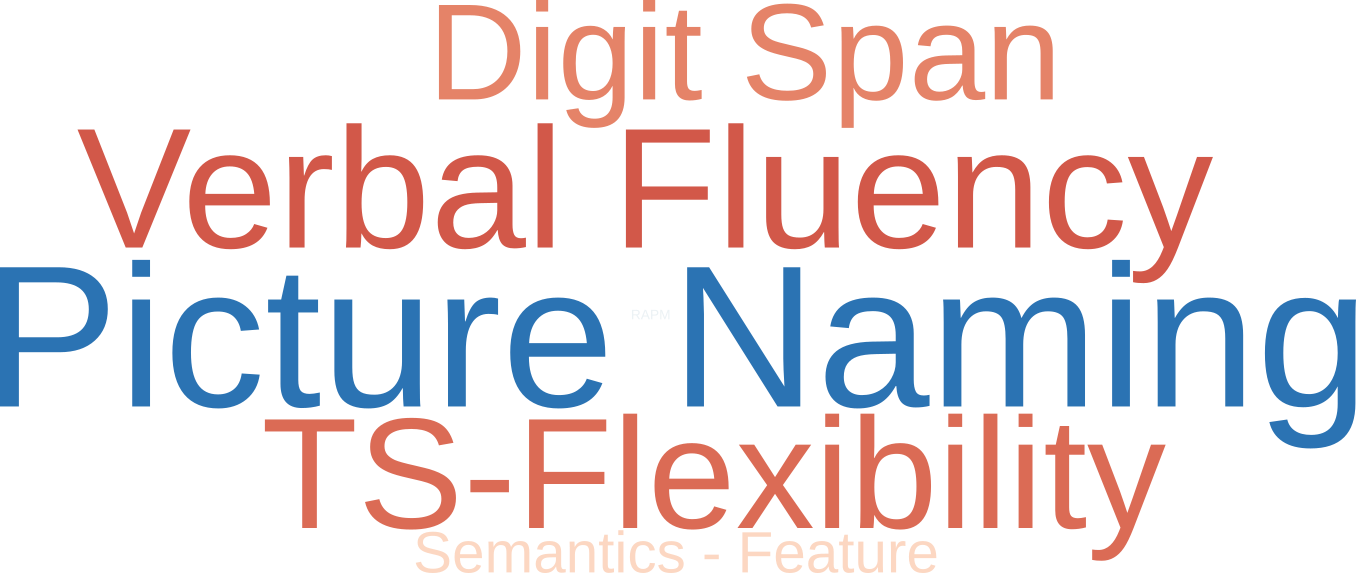 Digit Span
Verbal Fluency
Picture Naming
RAPM
TS-Flexibility
Semantics - Feature